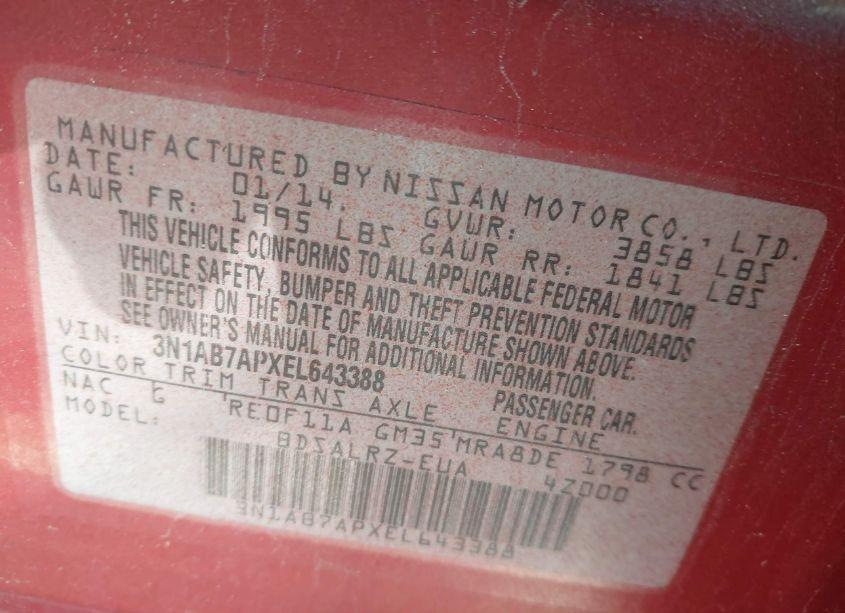 MANUFACTURED BY NISSAN MOTOR CO., LTD.
DATE: 01/14. GVWR: 3858 LBS
GAWR FR: 1995 LBS GAWR RR: 1841 LBS
THIS VEHICLE CONFORMS TO ALL APPLICABLE FEDERAL MOTOR
VEHICLE SAFETY, BUMPER AND THEFT PREVENTION STANDARDS
IN EFFECT ON THE DATE OF MANUFACTURE SHOWN ABOVE.
SEE OWNER'S MANUAL FOR ADDITIONAL INFORMATION.
VIN: 3N1AB7APXEL643388 PASSENGER CAR.
COLOR TRIM TRANS AXLE ENGINE
NAC G RE0F11A GM35 MRA8DE 1798 CC
MODEL: BDSALRZ-EUA 4Z000
3N1AB7APXEL643388